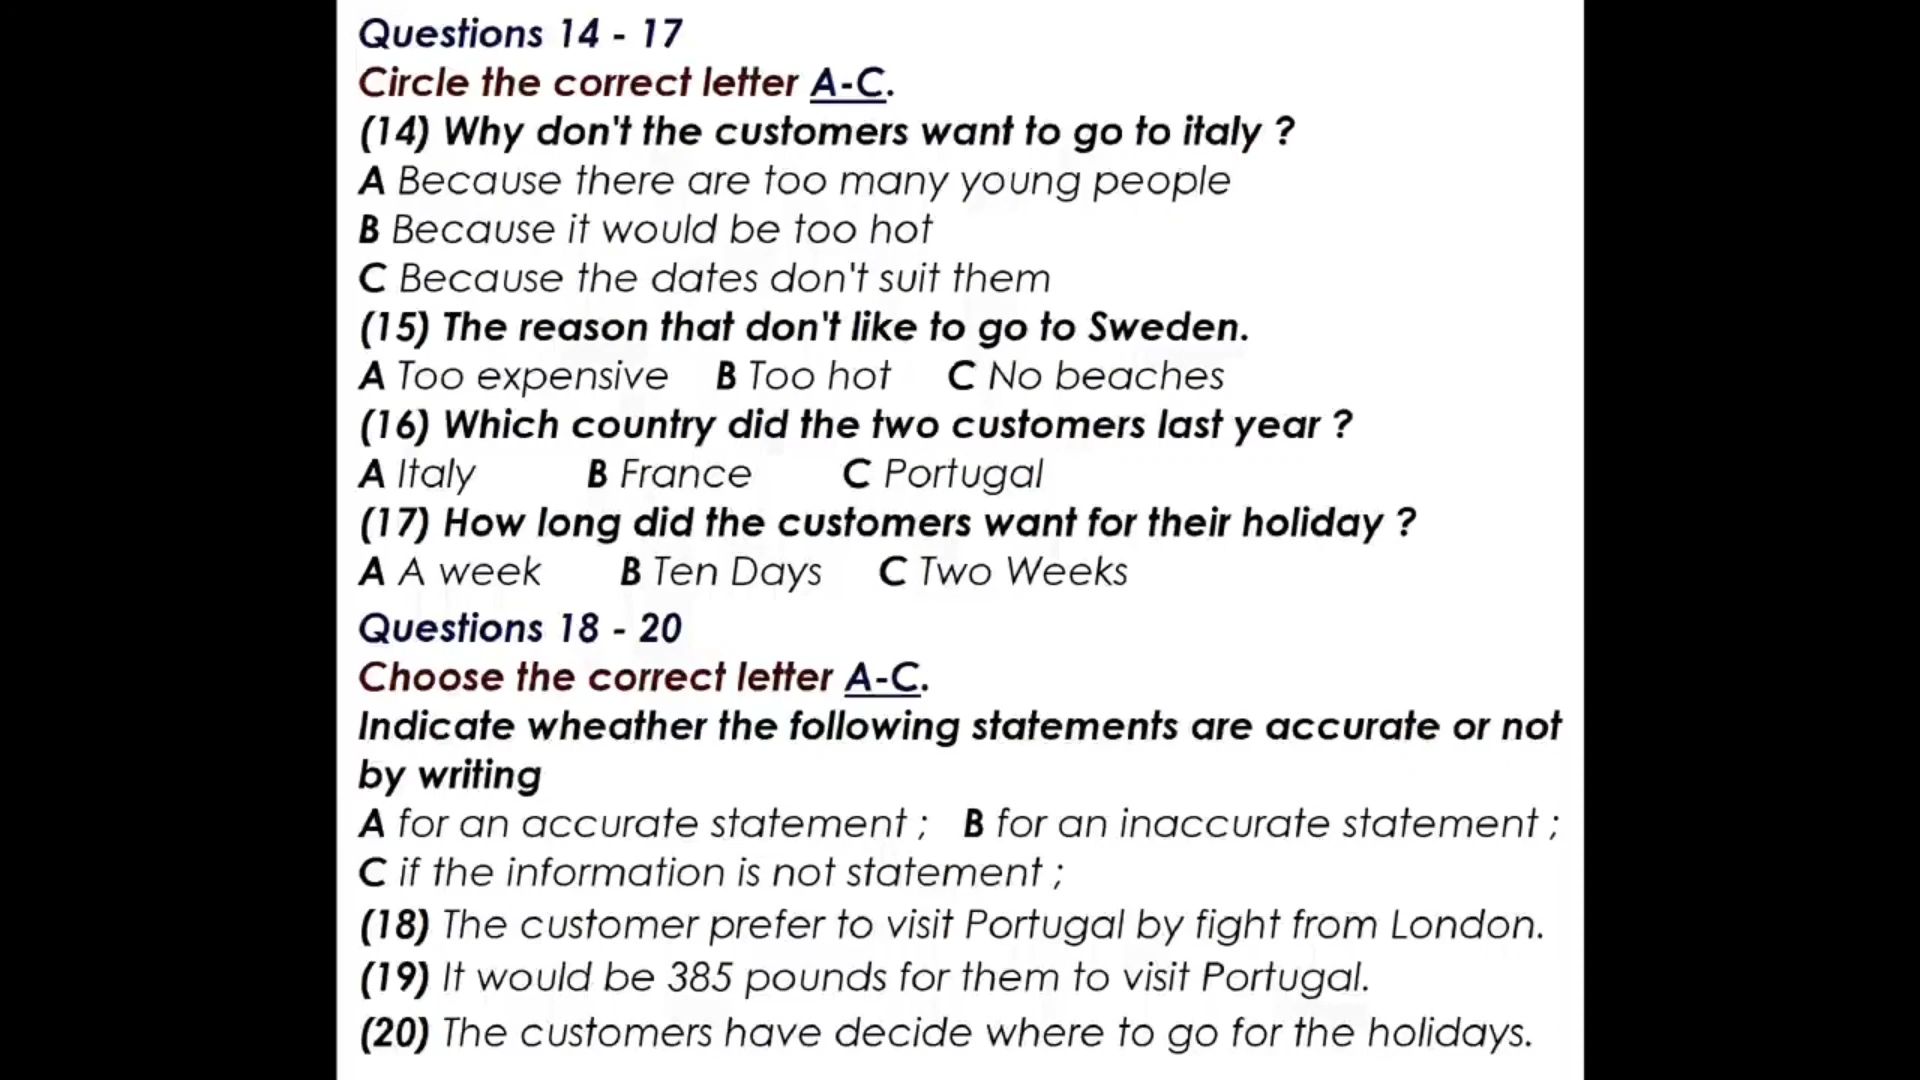 Questions 14 - 17
Circle the correct letter A-C.
(14) Why don't the customers want to go to italy ?
A Because there are too many young people
B Because it would be too hot
C Because the dates don't suit them
(15) The reason that don't like to go to Sweden.
A Too expensive B Too hot C No beaches
(16) Which country did the two customers last year ?
A Italy B France C Portugal
(17) How long did the customers want for their holiday ?
A A week B Ten Days C Two Weeks
Questions 18 - 20
Choose the correct letter A-C.
Indicate wheather the following statements are accurate or not
by writing
A for an accurate statement ; B for an inaccurate statement ;
C if the information is not statement ;
(18) The customer prefer to visit Portugal by fight from London.
(19) It would be 385 pounds for them to visit Portugal.
(20) The customers have decide where to go for the holidays.